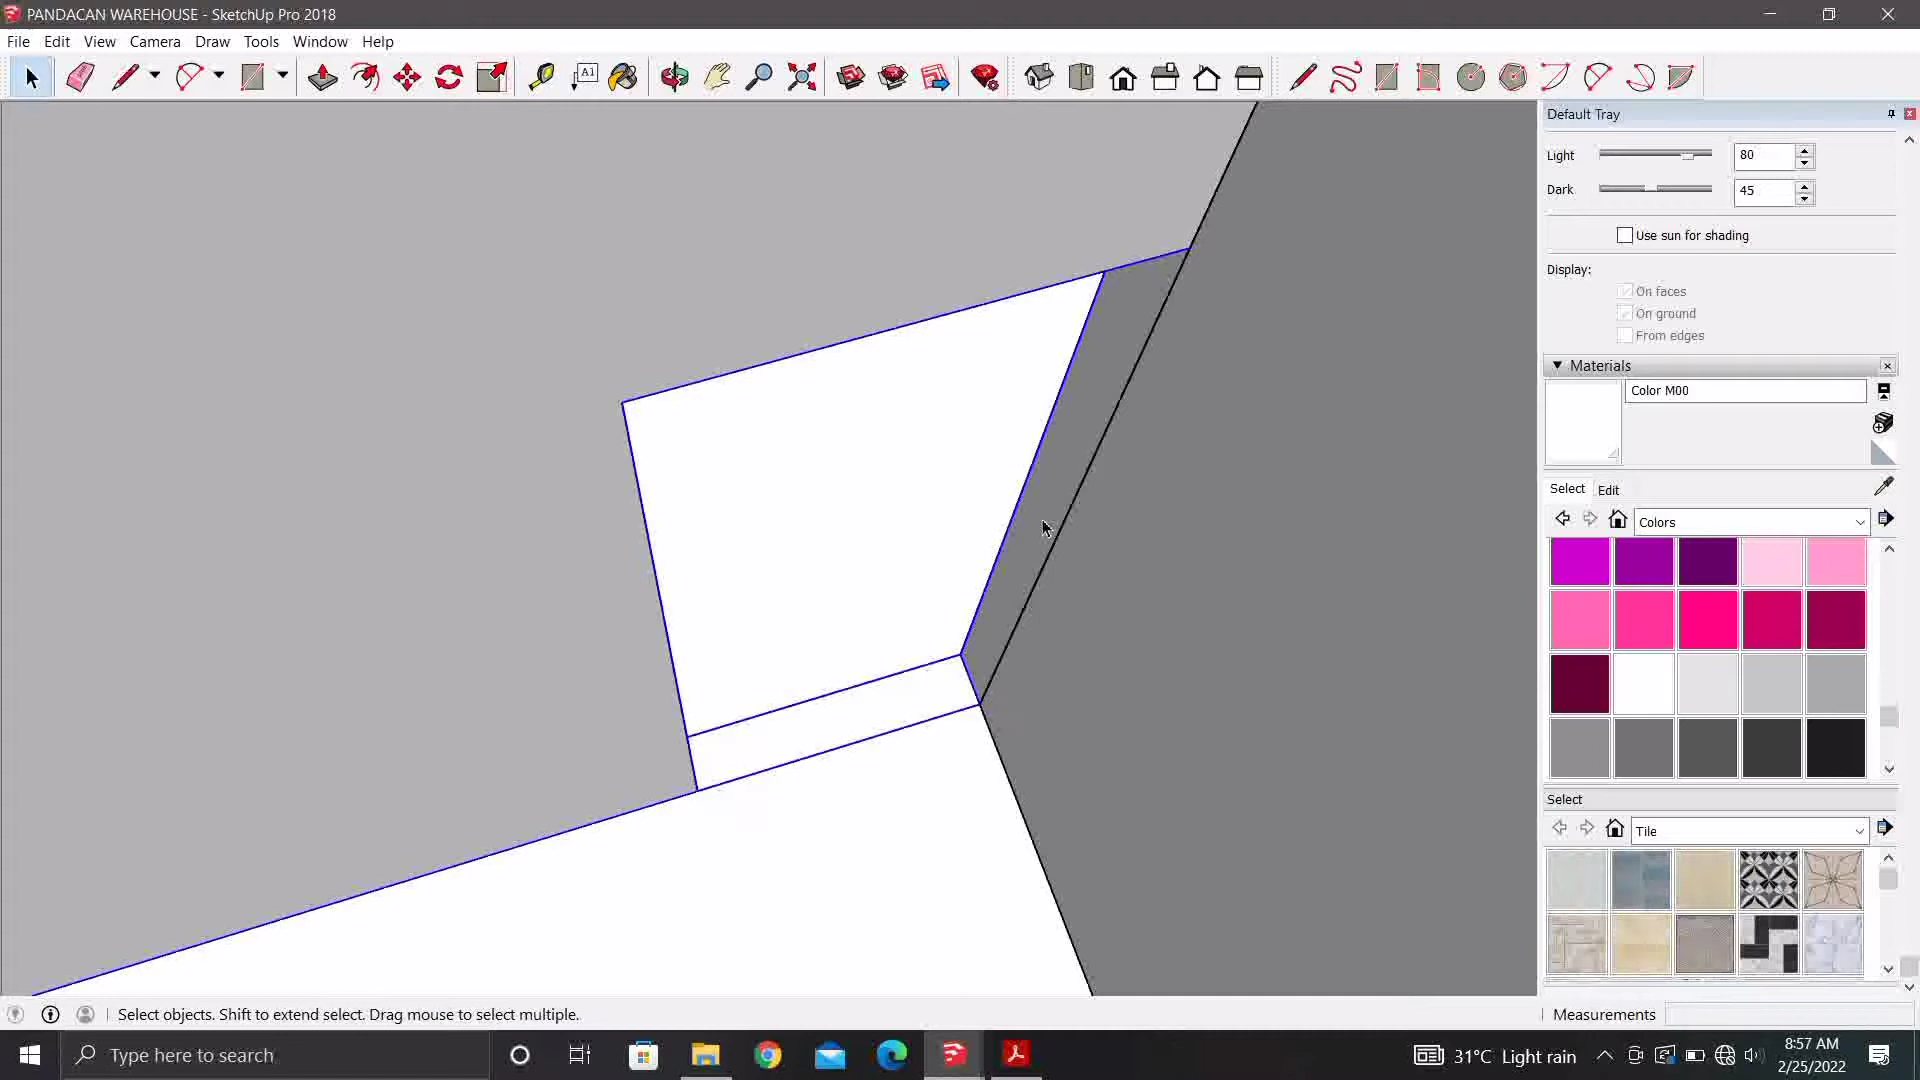 PANDACAN WAREHOUSE - SketchUp Pro 2018
File Edit View Camera Draw Tools Window Help
A1
Default Tray
Light 80
Dark 45
Use sun for shading
Display:
On faces
On ground
From edges
Materials
Color M00
Select Edit
Colors
Select
Tile
Select objects. Shift to extend select. Drag mouse to select multiple.
Measurements
Type here to search
31°C Light rain
8:57 AM
2/25/2022